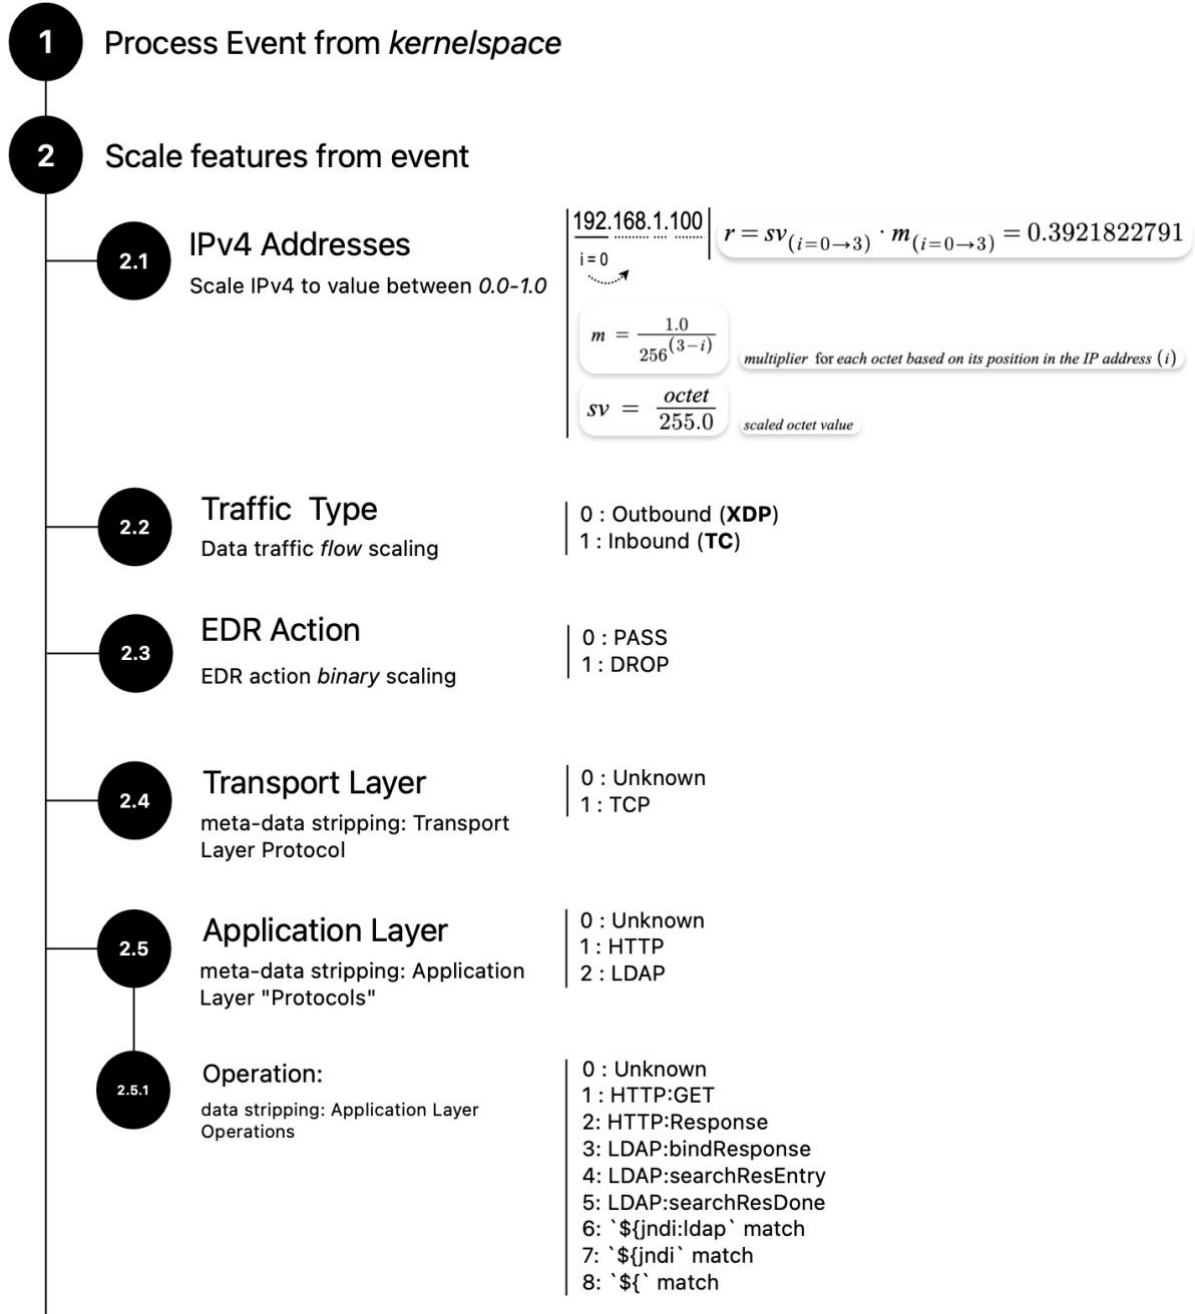 1 Process Event from kernelspace
2 Scale features from event
2.1 IPv4 Addresses
Scale IPv4 to value between 0.0-1.0
192.168.1.100
i = 0
r = sv(i=0→3) · m(i=0→3) = 0.3921822791
m = 1.0 / 256^(3−i)
multiplier for each octet based on its position in the IP address (i)
sv = octet / 255.0
scaled octet value
2.2 Traffic Type
Data traffic flow scaling
0 : Outbound (XDP)
1 : Inbound (TC)
2.3 EDR Action
EDR action binary scaling
0 : PASS
1 : DROP
2.4 Transport Layer
meta-data stripping: Transport
Layer Protocol
0 : Unknown
1 : TCP
2.5 Application Layer
meta-data stripping: Application
Layer "Protocols"
0 : Unknown
1 : HTTP
2 : LDAP
2.5.1 Operation:
data stripping: Application Layer
Operations
0 : Unknown
1 : HTTP:GET
2: HTTP:Response
3: LDAP:bindResponse
4: LDAP:searchResEntry
5: LDAP:searchResDone
6: `${jndi:ldap` match
7: `${jndi` match
8: `${` match